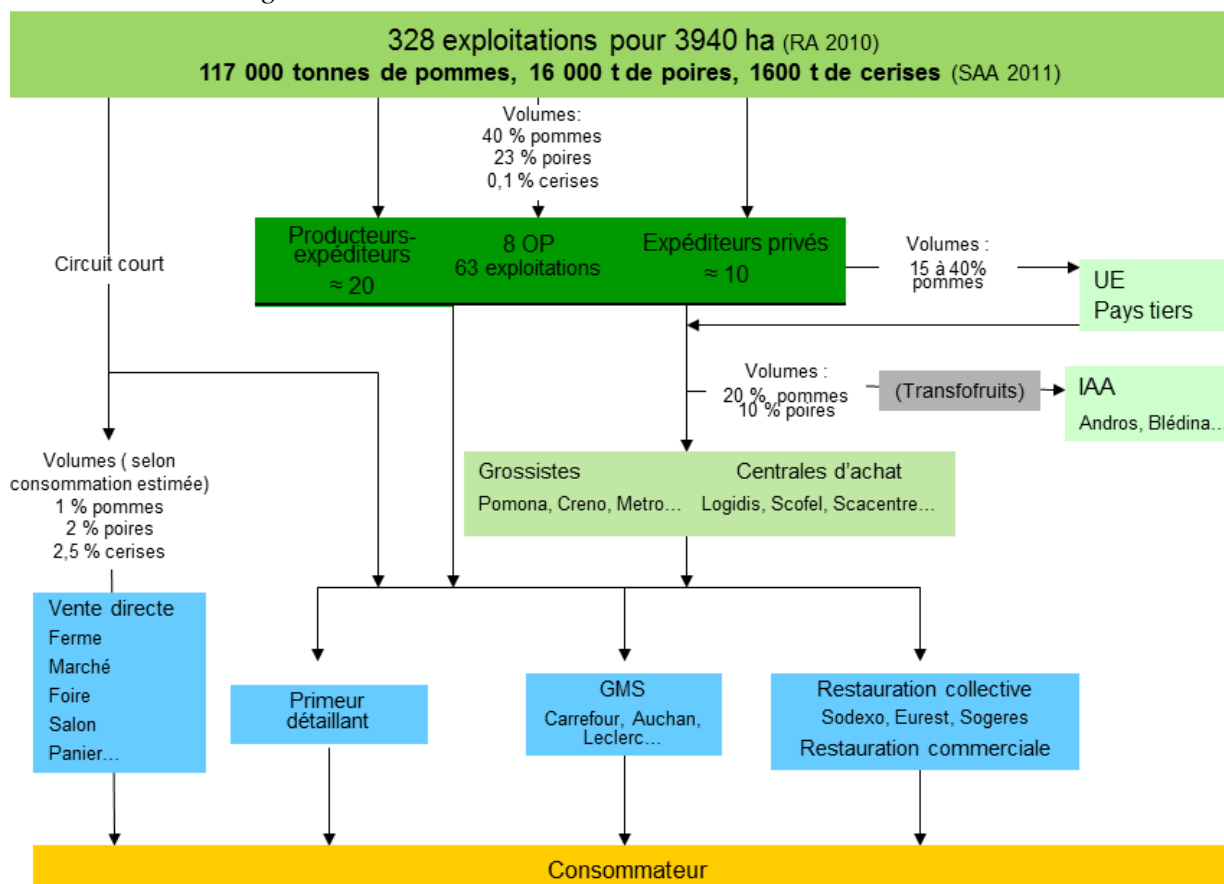 328 exploitations pour 3940 ha (RA 2010)
117 000 tonnes de pommes, 16 000 t de poires, 1600 t de cerises (SAA 2011)
Volumes:
40 % pommes
23 % poires
0,1 % cerises
Circuit court
Producteurs-
expéditeurs
≈ 20
8 OP
63 exploitations
Expéditeurs privés
≈ 10
Volumes :
15 à 40%
pommes
UE
Pays tiers
Volumes :
20 % pommes
10 % poires
(Transfofruits)
IAA
Andros, Blédina...
Volumes ( selon
consommation estimée)
1 % pommes
2 % poires
2,5 % cerises
Grossistes
Pomona, Creno, Metro...
Centrales d'achat
Logidis, Scofel, Scacentre...
Vente directe
Ferme
Marché
Foire
Salon
Panier...
Primeur
détaillant
GMS
Carrefour, Auchan,
Leclerc...
Restauration collective
Sodexo, Eurest, Sogeres
Restauration commerciale
Consommateur